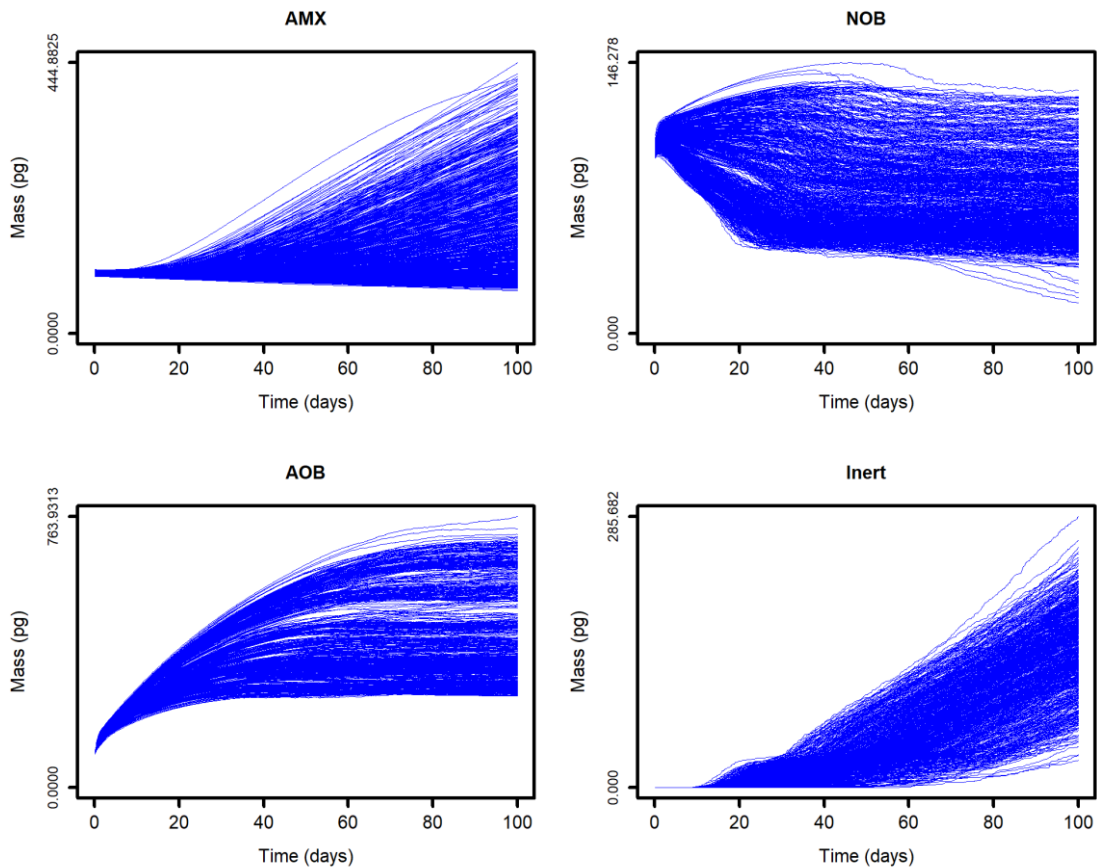 AMX
444.8825
0.0000
Mass (pg)
0 20 40 60 80 100
Time (days)
NOB
146.278
0.000
Mass (pg)
0 20 40 60 80 100
Time (days)
AOB
763.9313
0.0000
Mass (pg)
0 20 40 60 80 100
Time (days)
Inert
285.682
0.000
Mass (pg)
0 20 40 60 80 100
Time (days)